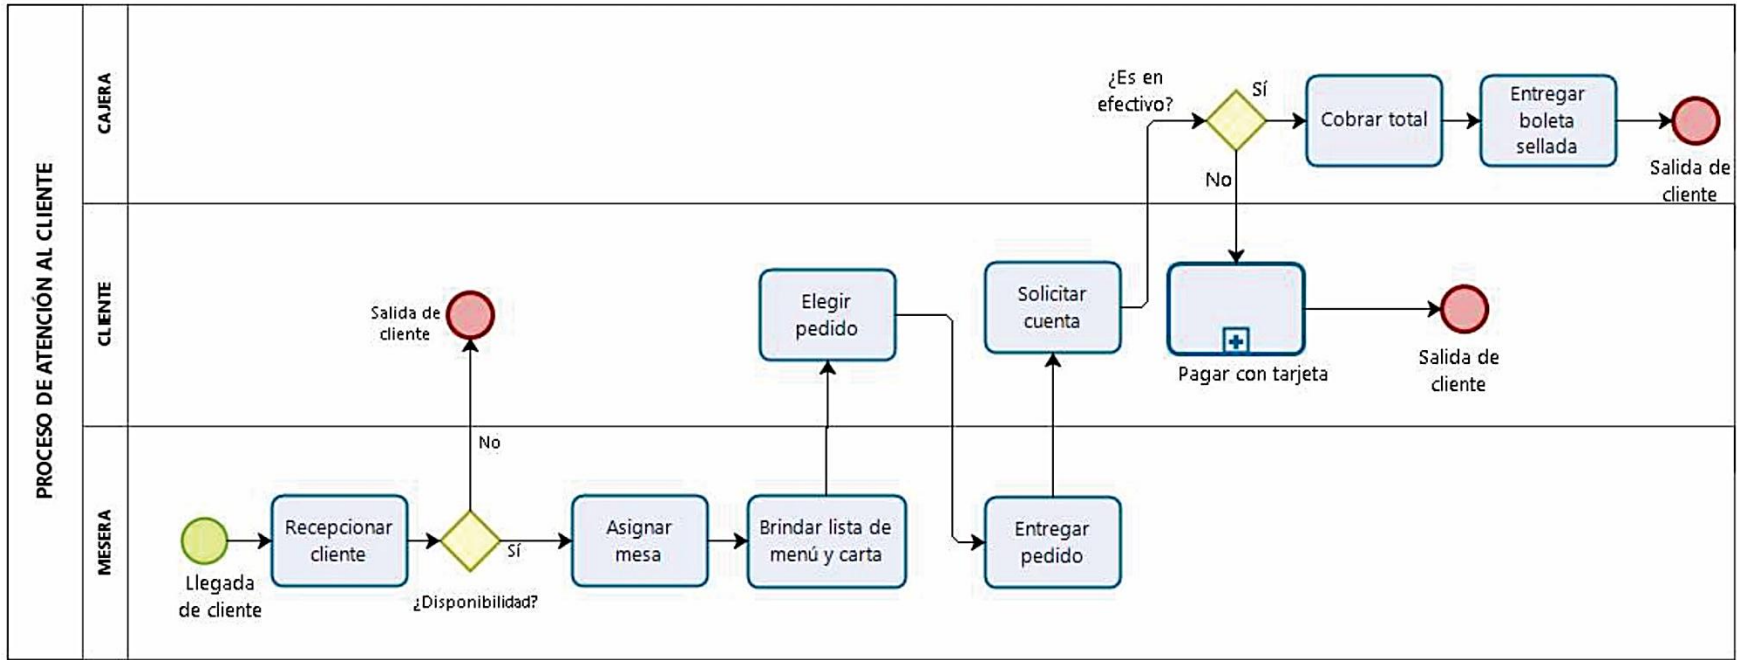 PROCESO DE ATENCIÓN AL CLIENTE
CAJERA
¿Es en
efectivo?
Sí
No
Cobrar total
Entregar
boleta
sellada
Salida de
cliente
CLIENTE
Salida de
cliente
Elegir
pedido
Solicitar
cuenta
Pagar con tarjeta
Salida de
cliente
MESERA
Llegada
de cliente
Recepcionar
cliente
No
Sí
¿Disponibilidad?
Asignar
mesa
Brindar lista de
menú y carta
Entregar
pedido